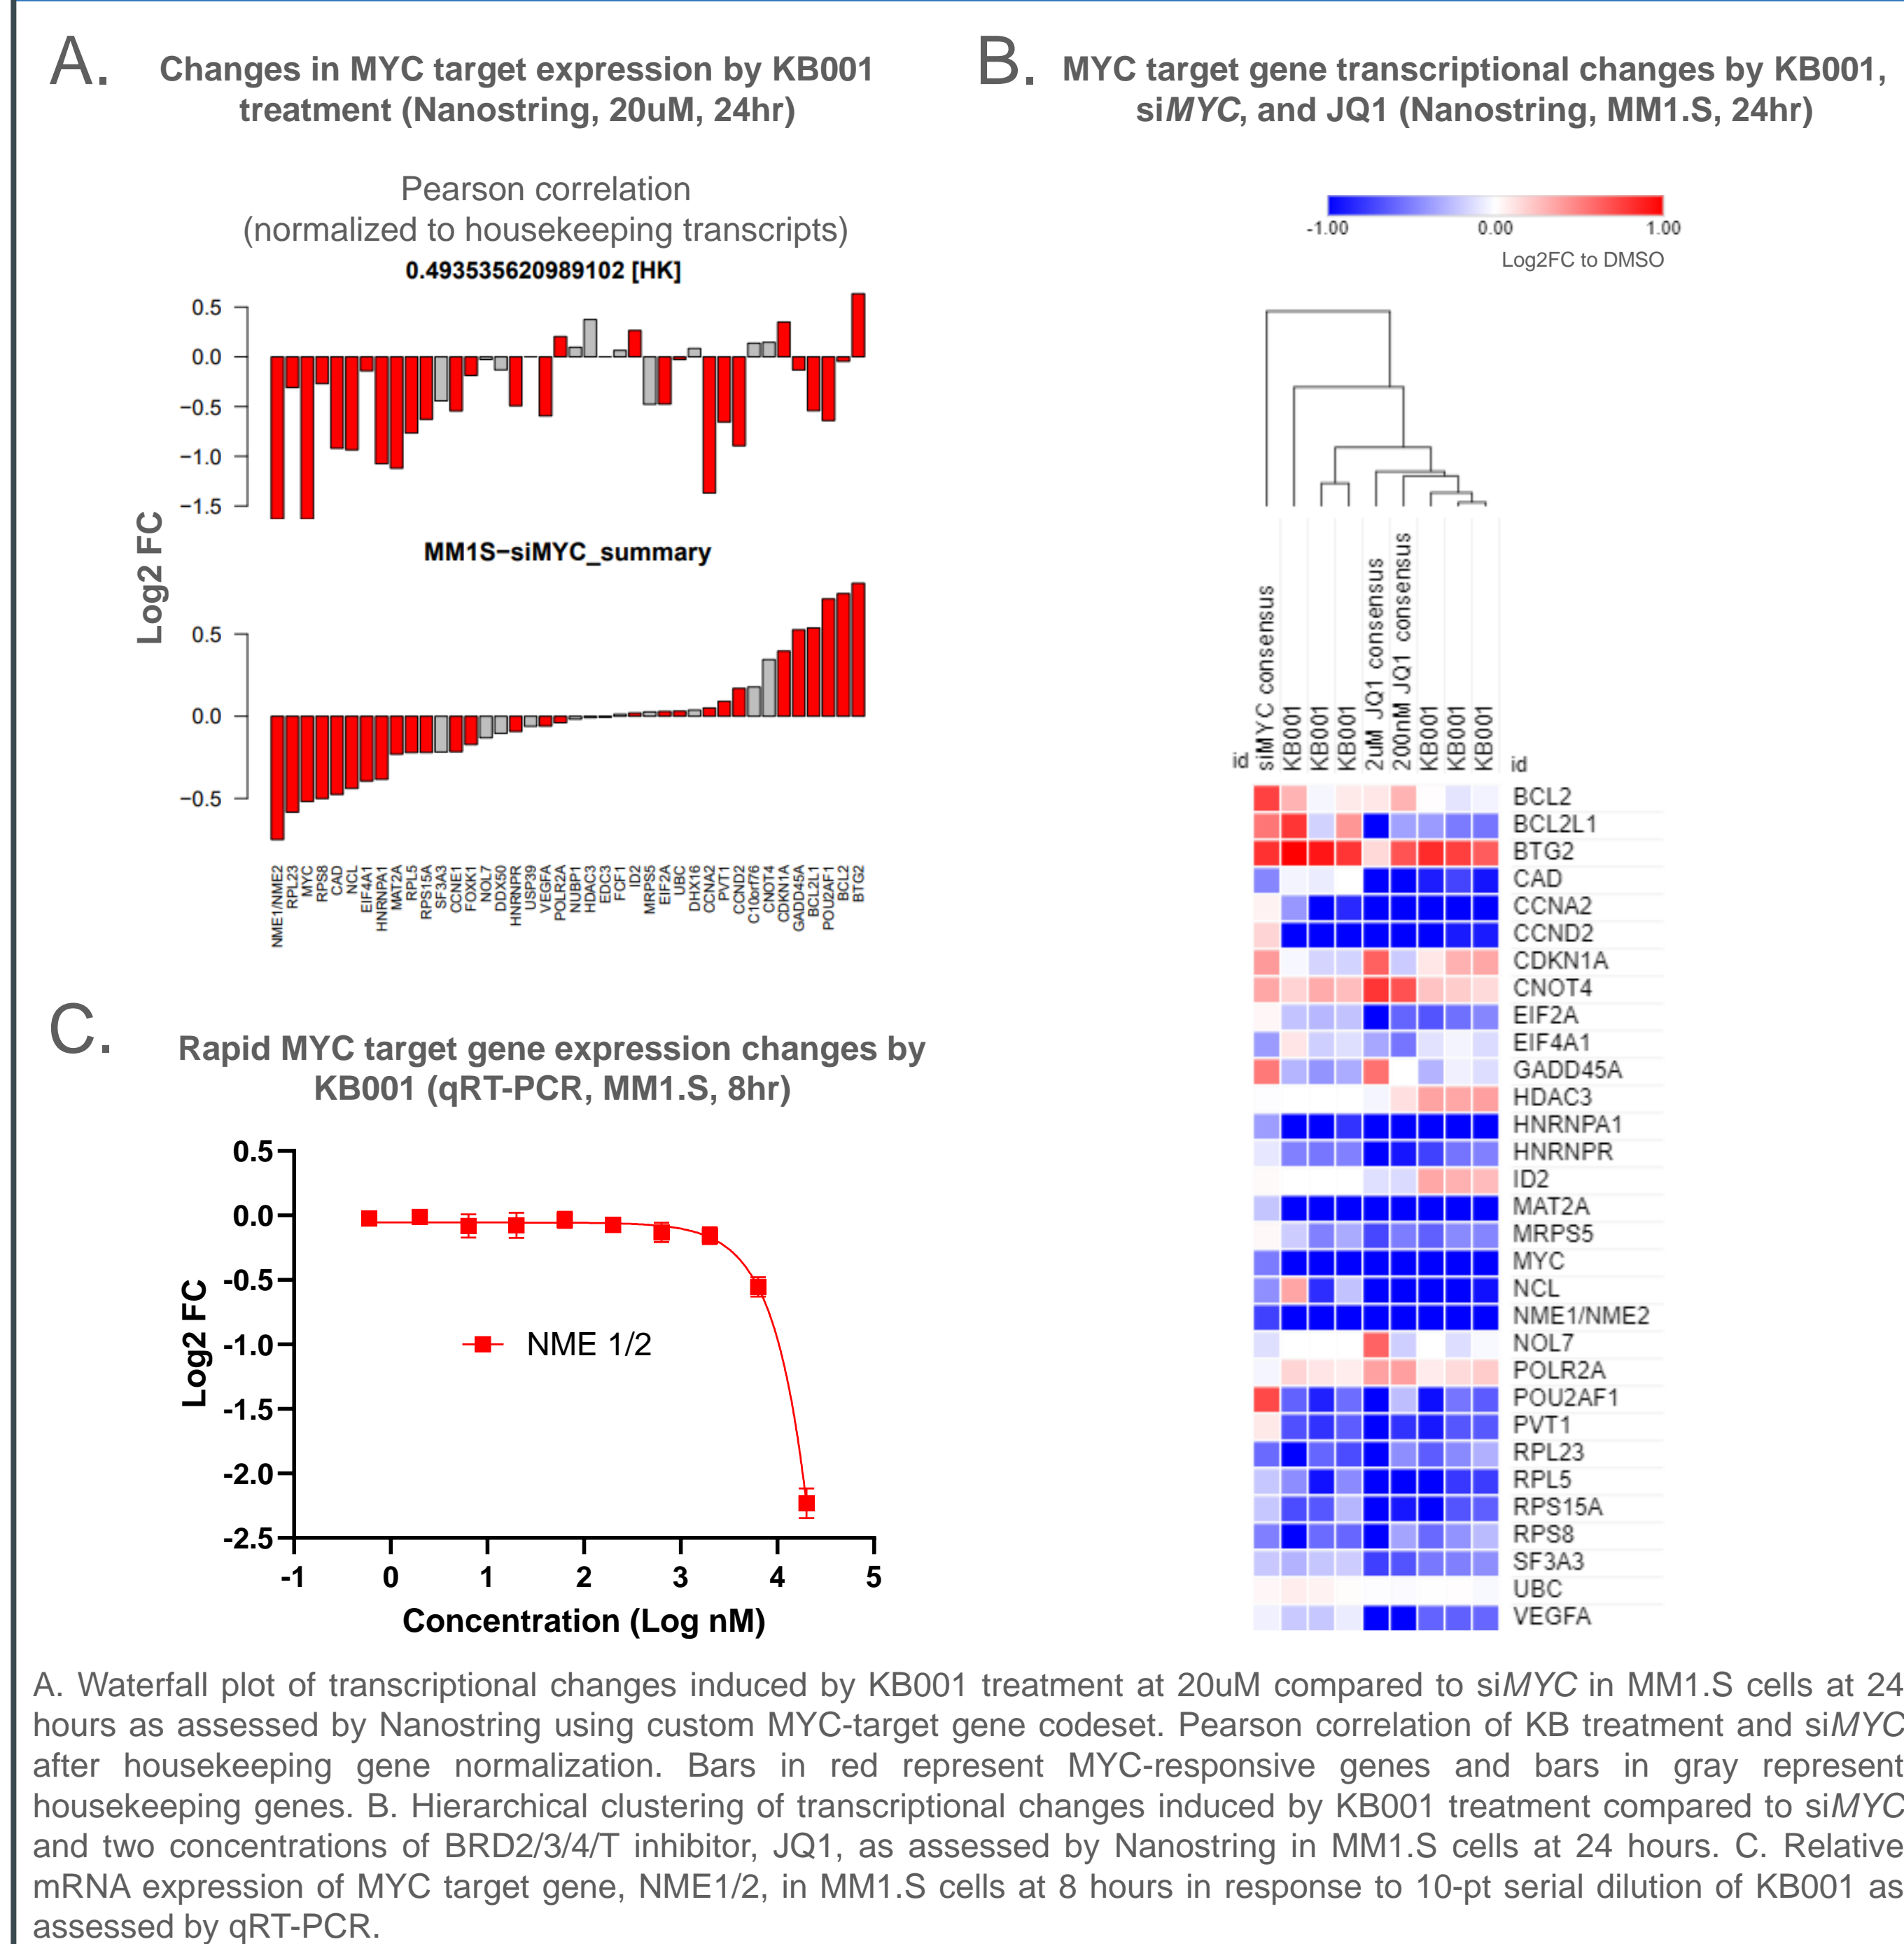 A.
Changes in MYC target expression by KB001
treatment (Nanostring, 20uM, 24hr)
Pearson correlation
(normalized to housekeeping transcripts)
0.493535620989102 [HK]
0.5
0.0
−0.5
−1.0
−1.5
Log2 FC
MM1S−siMYC_summary
0.5
0.0
−0.5
NME1/NME2
RPL23
MYC
RPS8
CAD
NCL
EIF4A1
HNRNPA1
MAT2A
RPL5
RPS15A
SF3A3
CCNE1
FOXK1
NOL7
DDX50
HNRNPR
USP39
VEGFA
POLR2A
NUBP1
HDAC3
EDC3
FCF1
ID2
MRPS5
EIF2A
UBC
DHX16
CCNA2
PVT1
CCND2
C10orf76
CNOT4
CDKN1A
GADD45A
BCL2L1
POU2AF1
BCL2
BTG2
B.
MYC target gene transcriptional changes by KB001,
siMYC, and JQ1 (Nanostring, MM1.S, 24hr)
-1.00 0.00 1.00
Log2FC to DMSO
id
siMYC consensus
KB001
KB001
KB001
2uM JQ1 consensus
200nM JQ1 consensus
KB001
KB001
KB001
id
BCL2
BCL2L1
BTG2
CAD
CCNA2
CCND2
CDKN1A
CNOT4
EIF2A
EIF4A1
GADD45A
HDAC3
HNRNPA1
HNRNPR
ID2
MAT2A
MRPS5
MYC
NCL
NME1/NME2
NOL7
POLR2A
POU2AF1
PVT1
RPL23
RPL5
RPS15A
RPS8
SF3A3
UBC
VEGFA
C.
Rapid MYC target gene expression changes by
KB001 (qRT-PCR, MM1.S, 8hr)
0.5
0.0
-0.5
-1.0
-1.5
-2.0
-2.5
Log2 FC
NME 1/2
-1 0 1 2 3 4 5
Concentration (Log nM)
A. Waterfall plot of transcriptional changes induced by KB001 treatment at 20uM compared to siMYC in MM1.S cells at 24
hours as assessed by Nanostring using custom MYC-target gene codeset. Pearson correlation of KB treatment and siMYC
after housekeeping gene normalization. Bars in red represent MYC-responsive genes and bars in gray represent
housekeeping genes. B. Hierarchical clustering of transcriptional changes induced by KB001 treatment compared to siMYC
and two concentrations of BRD2/3/4/T inhibitor, JQ1, as assessed by Nanostring in MM1.S cells at 24 hours. C. Relative
mRNA expression of MYC target gene, NME1/2, in MM1.S cells at 8 hours in response to 10-pt serial dilution of KB001 as
assessed by qRT-PCR.